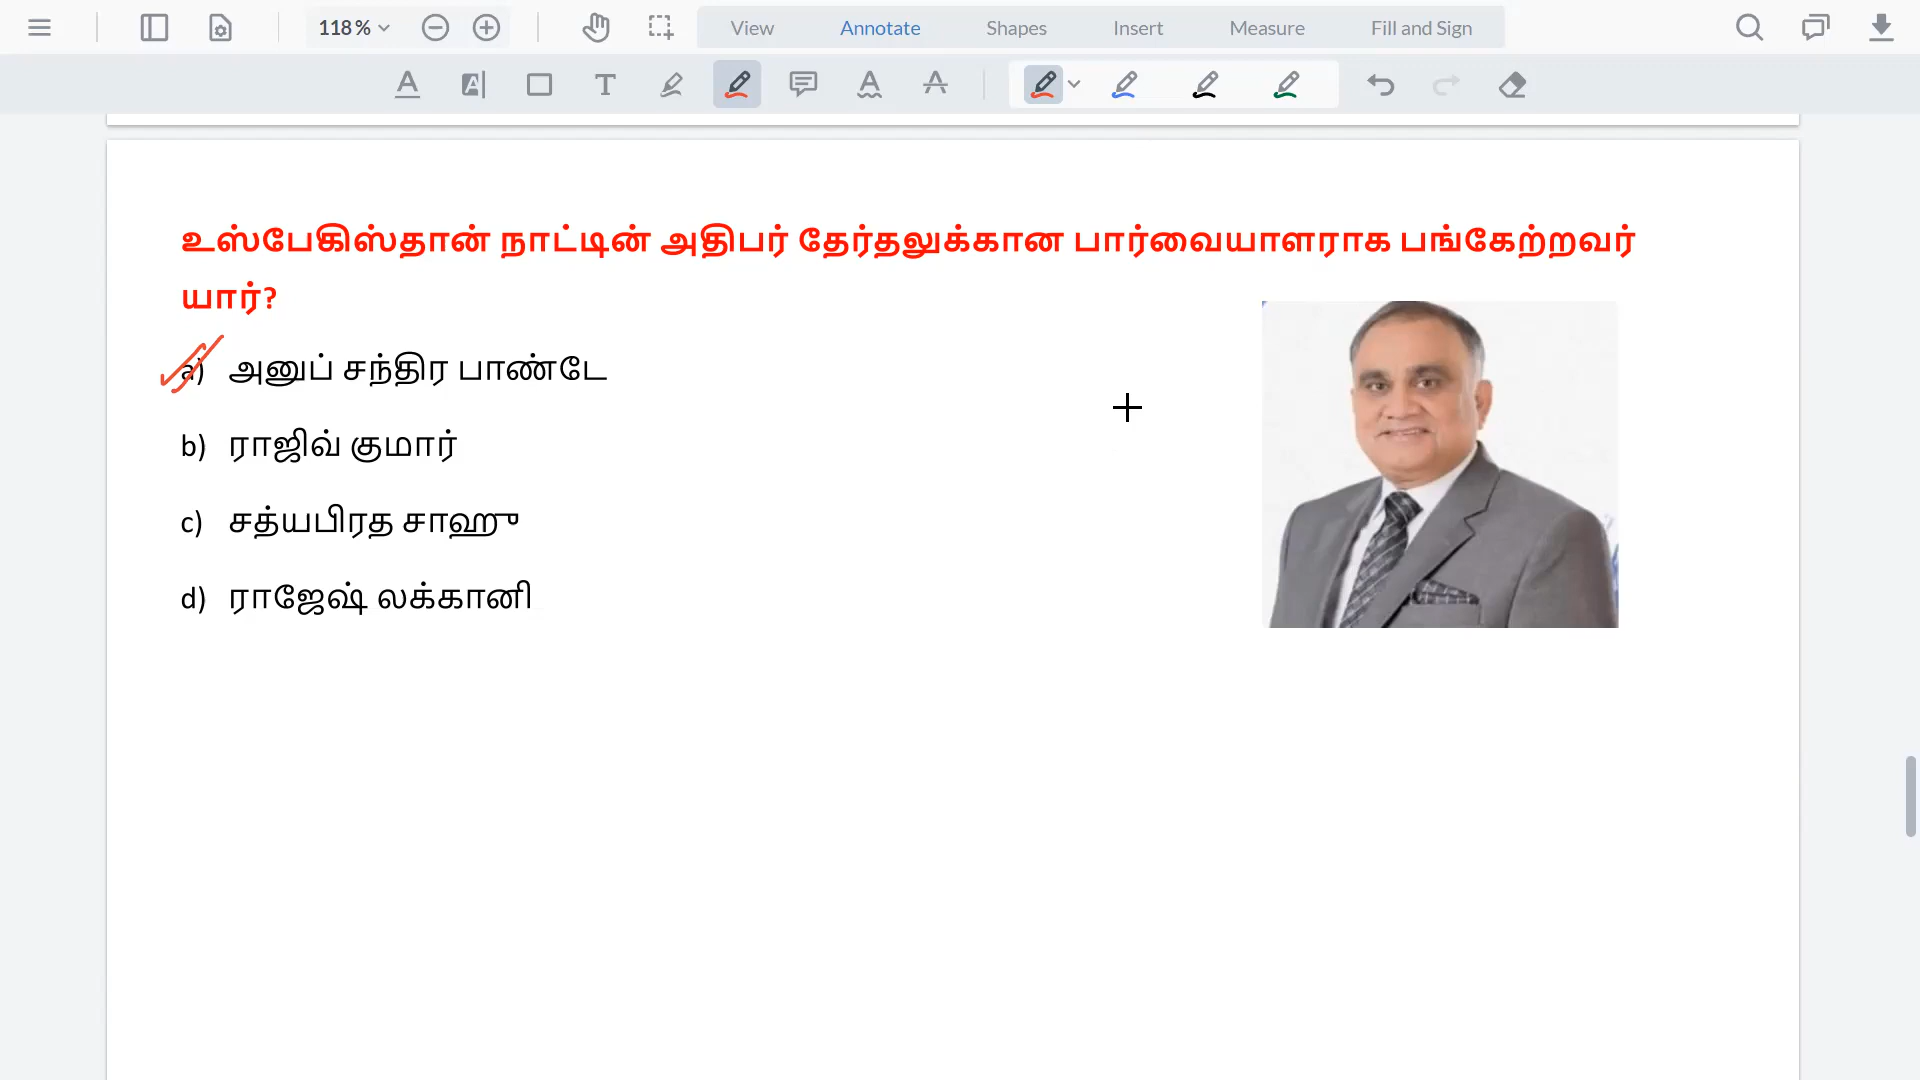 118 %
View
Annotate
Shapes
Insert
Measure
Fill and Sign
உஸ்பேகிஸ்தான் நாட்டின் அதிபர் தேர்தலுக்கான பார்வையாளராக பங்கேற்றவர்
யார்?
a) அனுப் சந்திர பாண்டே
b) ராஜிவ் குமார்
c) சத்யபிரத சாஹு
d) ராஜேஷ் லக்கானி